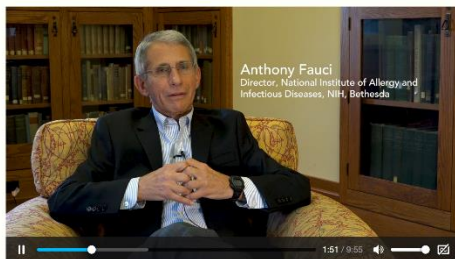 Anthony Fauci
Director, National Institute of Allergy and
Infectious Diseases, NIH, Bethesda
1:51 / 9:55